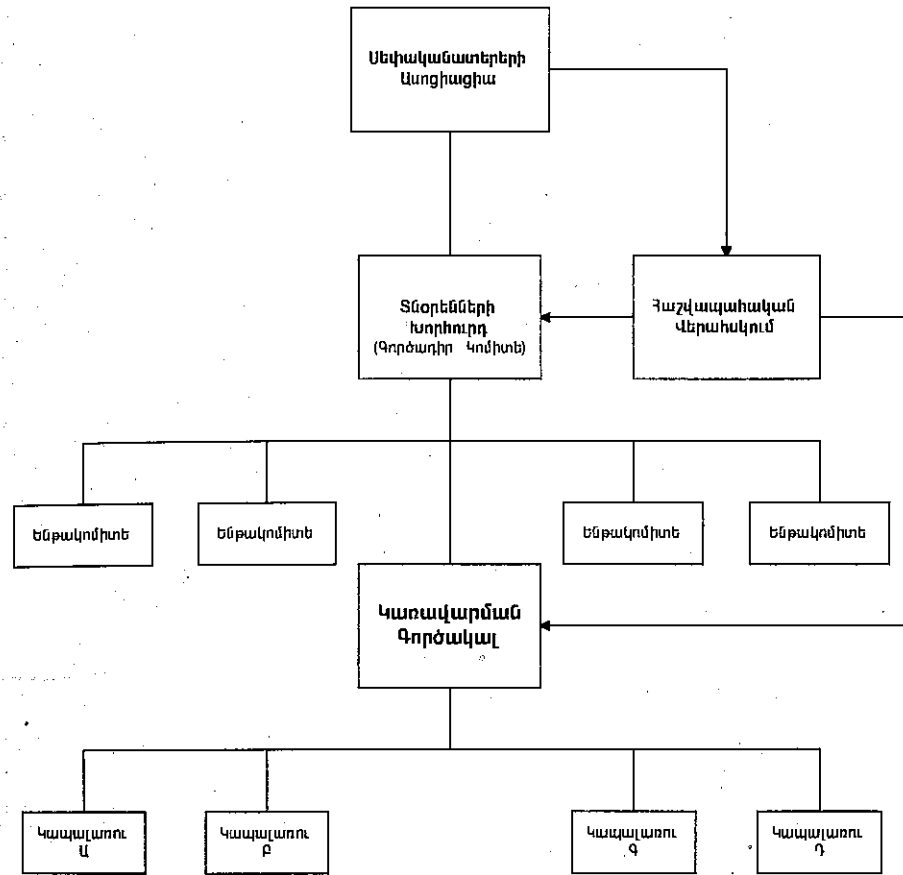 Սեփականատերերի
Ասոցիացիա
Տնօրենների
Խորհուրդ
(Գործադիր Կոմիտե)
Հաշվապահական
Վերահսկում
Ենթակոմիտե
Ենթակոմիտե
Ենթակոմիտե
Ենթակոմիտե
Կառավարման
Գործակալ
Կապալառու
Ա
Կապալառու
Բ
Կապալառու
Գ
Կապալառու
Դ